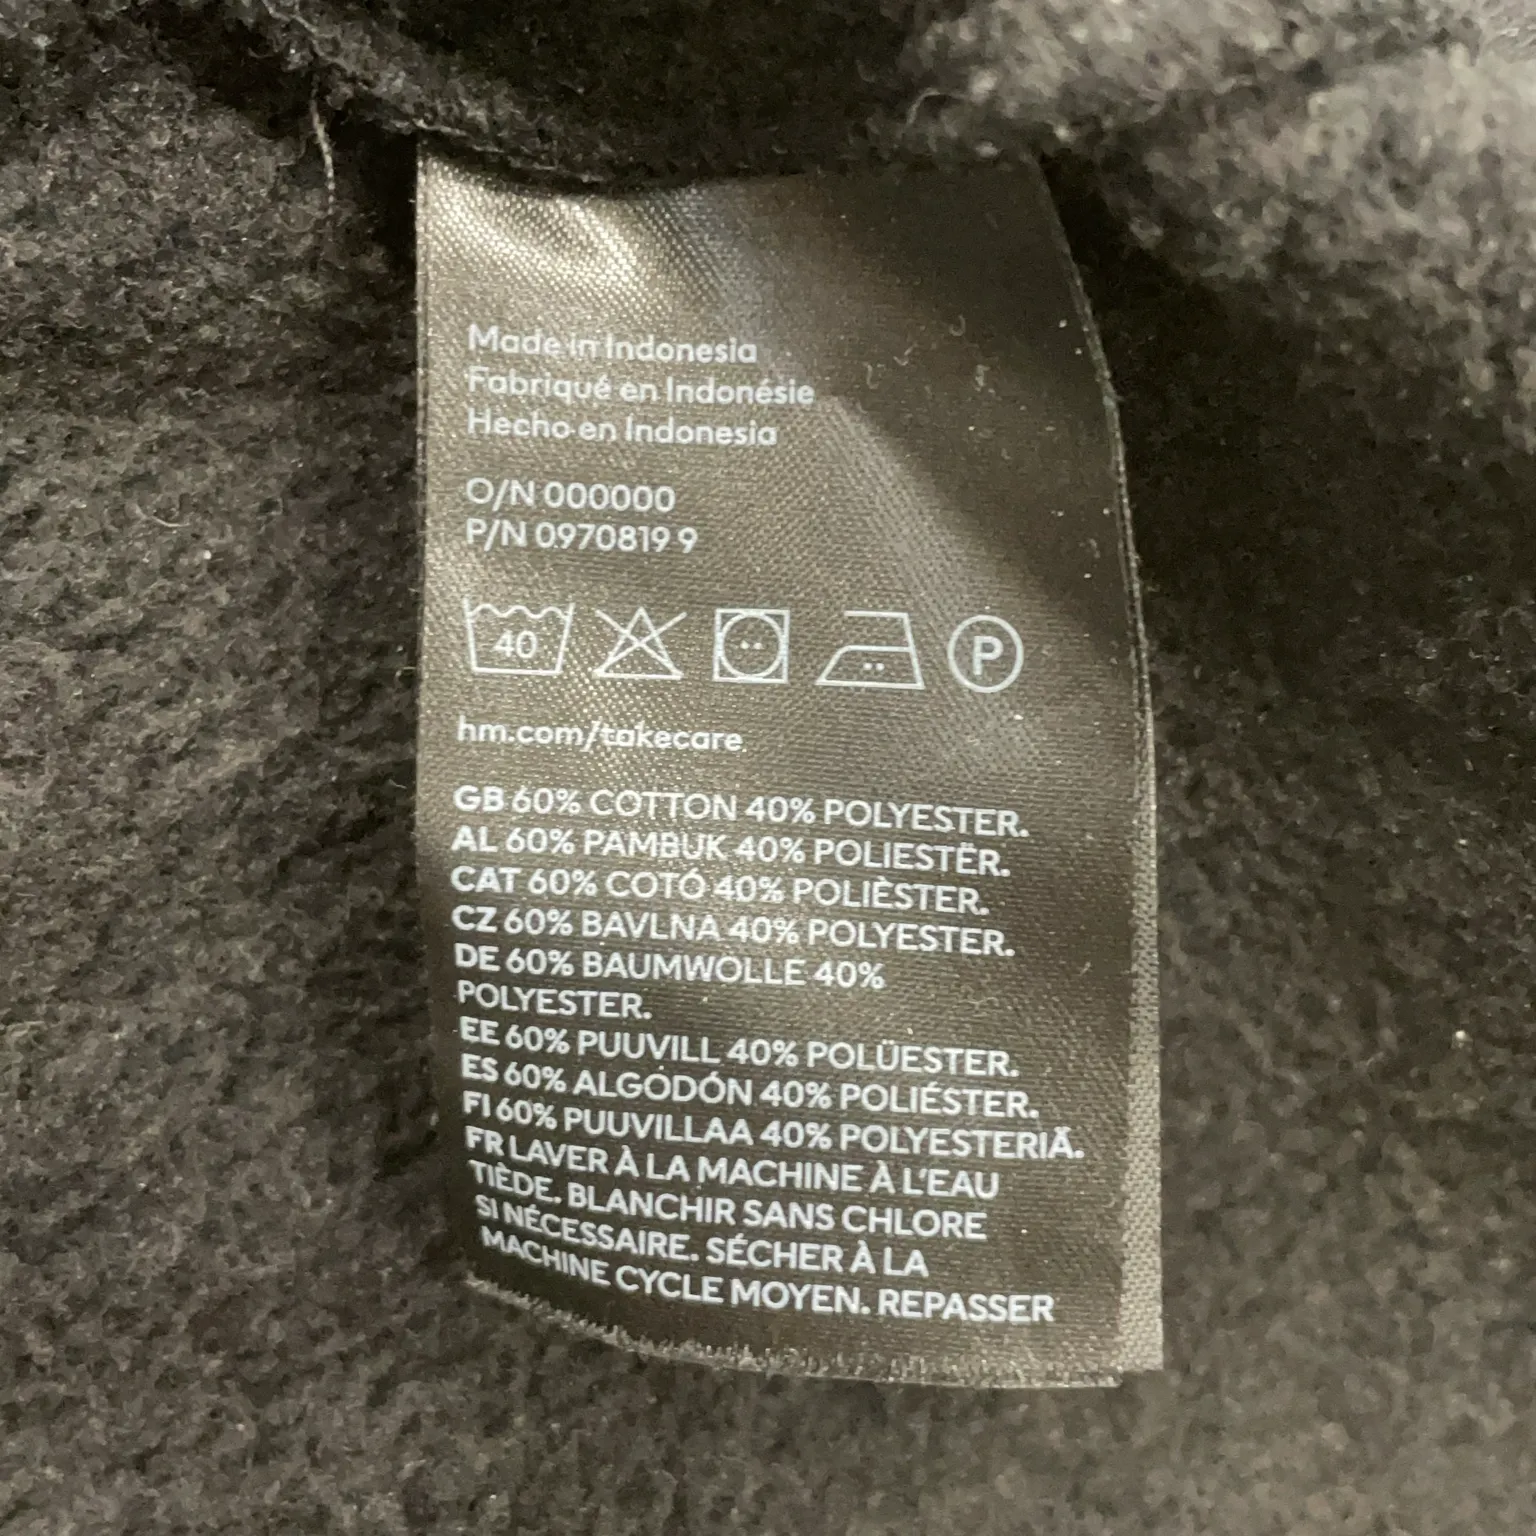 Made in Indonesia
Fabriqué en Indonésie
Hecho en Indonesia
O/N 000000
P/N 0970819 9
40
P
hm.com/takecare
GB 60% COTTON 40% POLYESTER.
AL 60% PAMBUK 40% POLIESTËR.
CAT 60% COTÓ 40% POLIÈSTER.
CZ 60% BAVLNA 40% POLYESTER.
DE 60% BAUMWOLLE 40%
POLYESTER.
EE 60% PUUVILL 40% POLÜESTER.
ES 60% ALGODÓN 40% POLIÉSTER.
FI 60% PUUVILLAA 40% POLYESTERIÄ.
FR LAVER À LA MACHINE À L'EAU
TIÈDE. BLANCHIR SANS CHLORE
SI NÉCESSAIRE. SÉCHER À LA
MACHINE CYCLE MOYEN. REPASSER